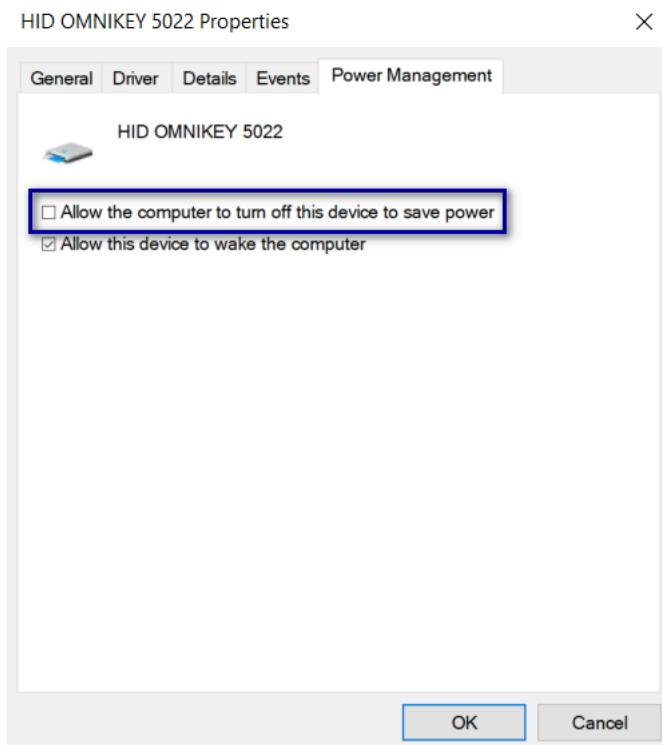 HID OMNIKEY 5022 Properties
General Driver Details Events Power Management
HID OMNIKEY 5022
Allow the computer to turn off this device to save power
Allow this device to wake the computer
OK Cancel